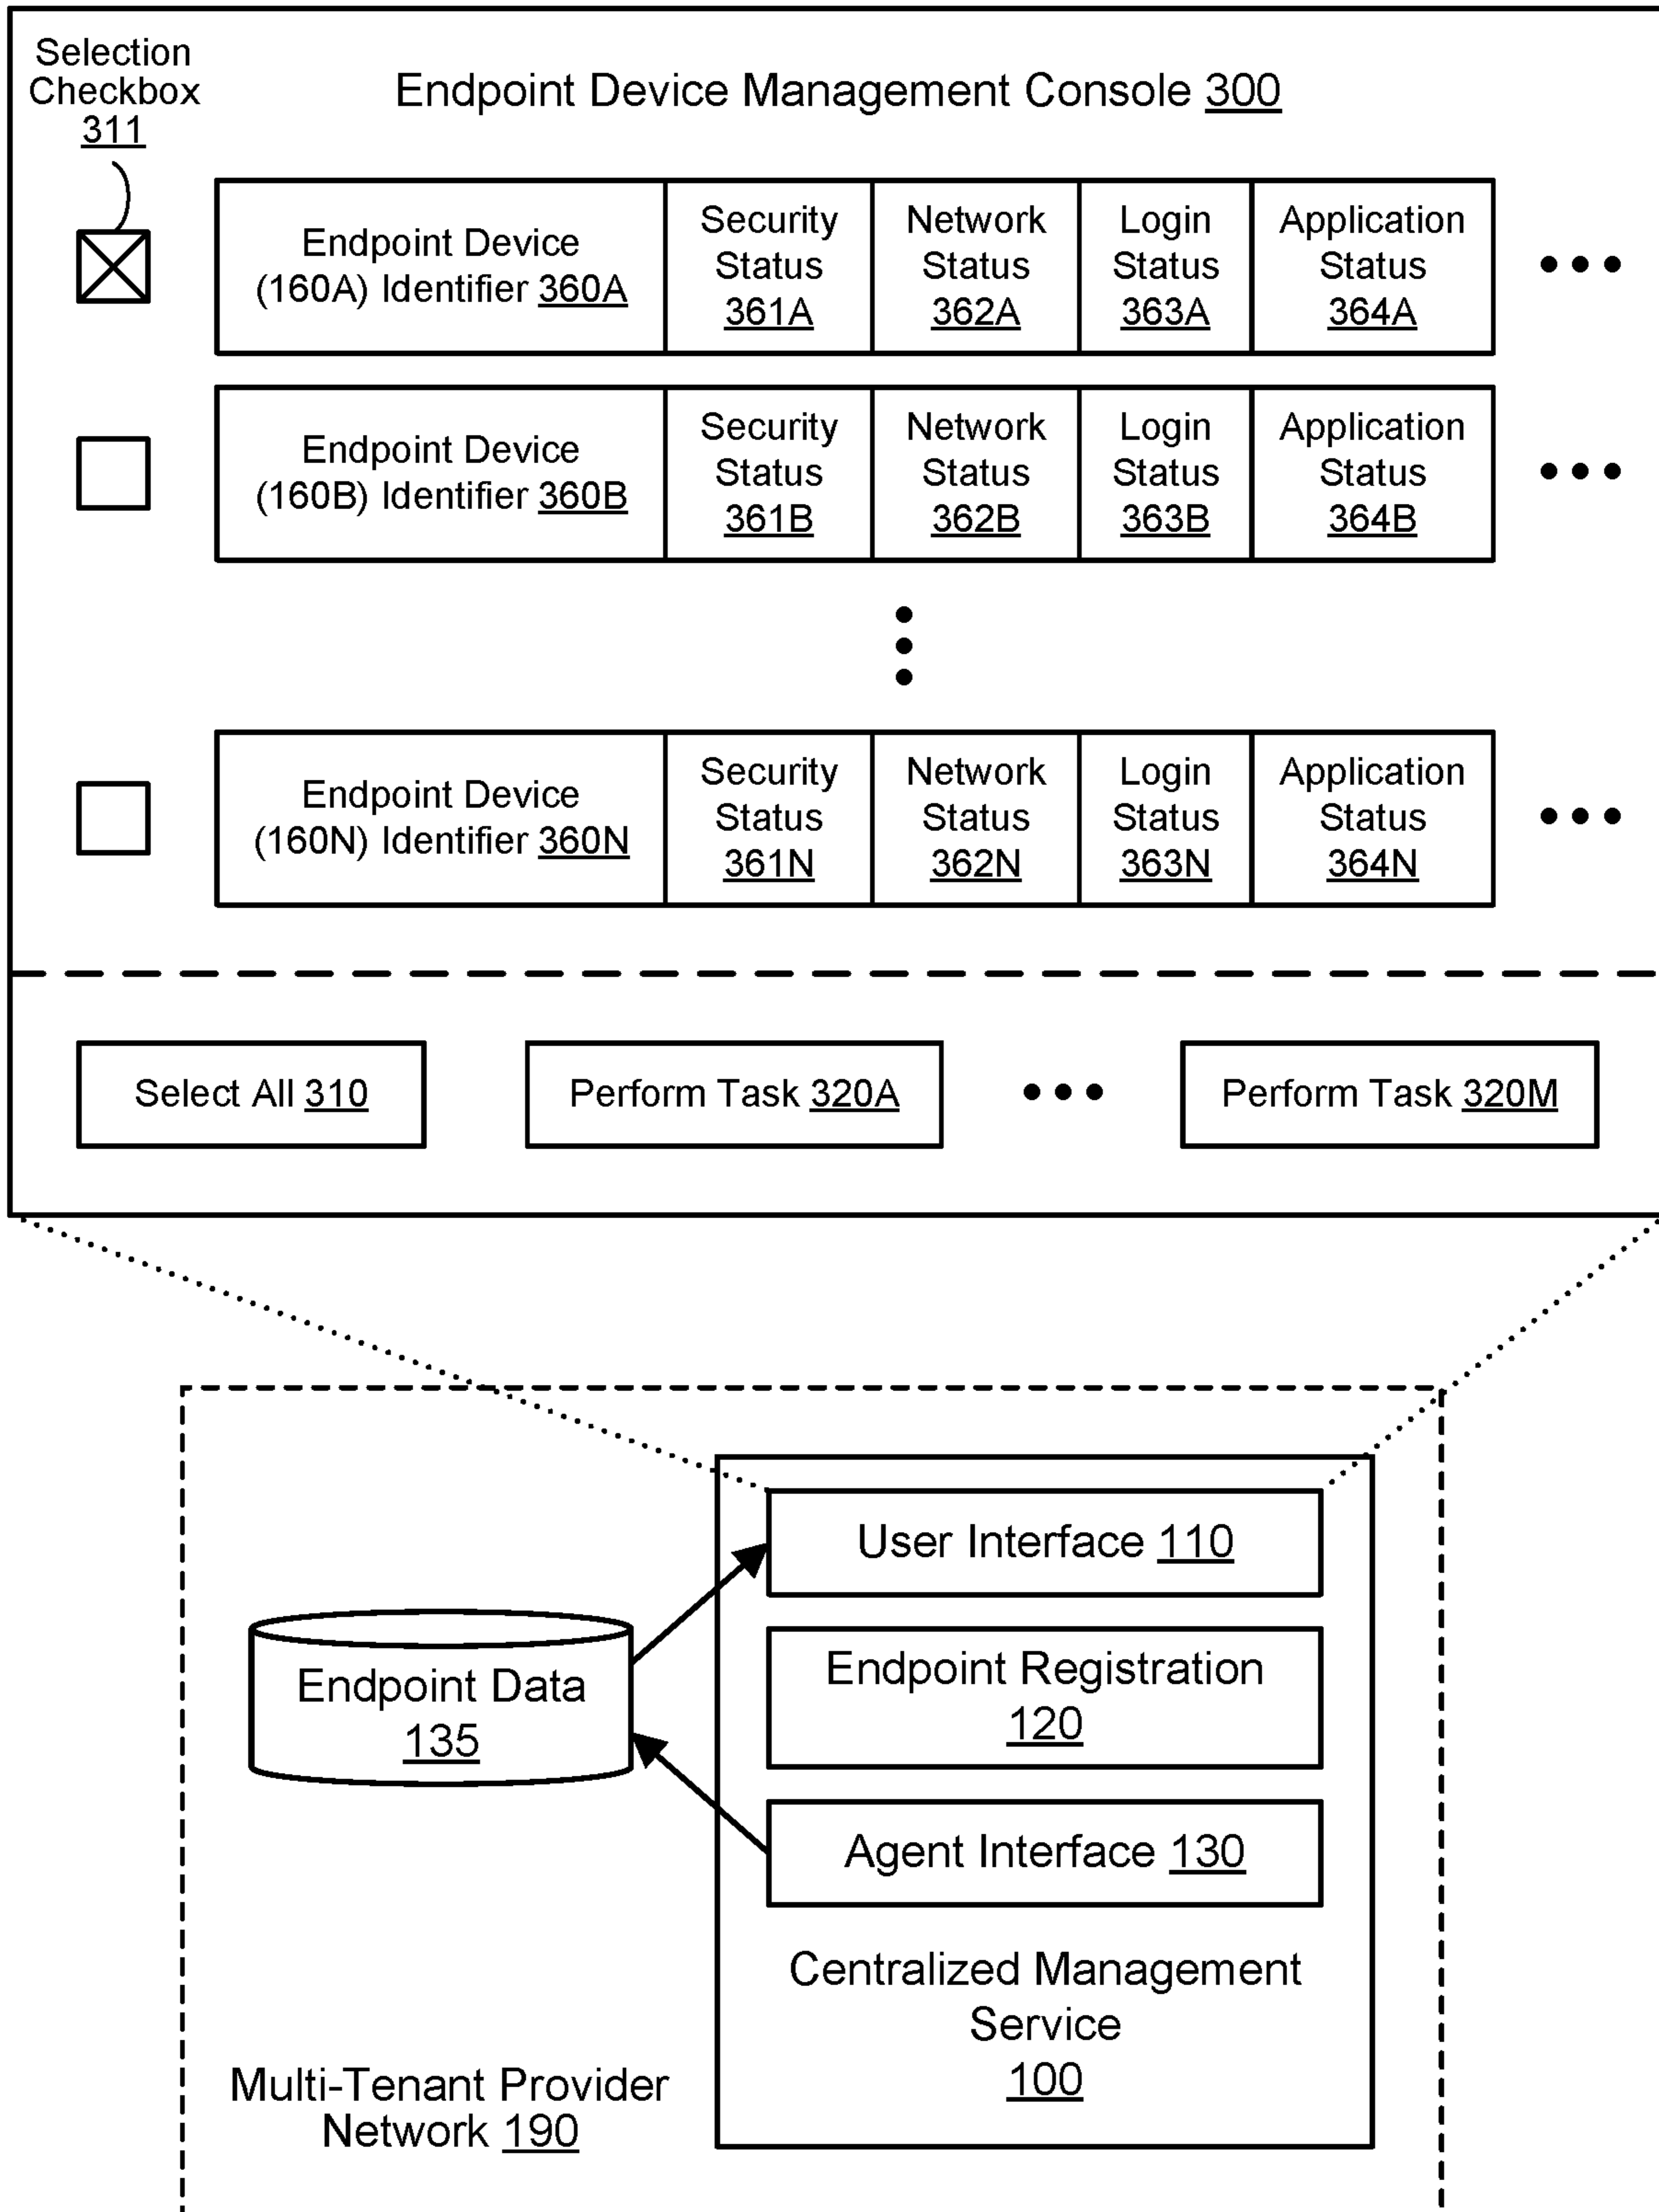 Selection
Checkbox
311
Endpoint Device Management Console 300
Endpoint Device
(160A) Identifier 360A
Security
Status
361A
Network
Status
362A
Login
Status
363A
Application
Status
364A
Endpoint Device
(160B) Identifier 360B
Security
Status
361B
Network
Status
362B
Login
Status
363B
Application
Status
364B
Endpoint Device
(160N) Identifier 360N
Security
Status
361N
Network
Status
362N
Login
Status
363N
Application
Status
364N
Select All 310
Perform Task 320A
Perform Task 320M
User Interface 110
Endpoint Registration
120
Agent Interface 130
Endpoint Data
135
Centralized Management
Service
100
Multi-Tenant Provider
Network 190